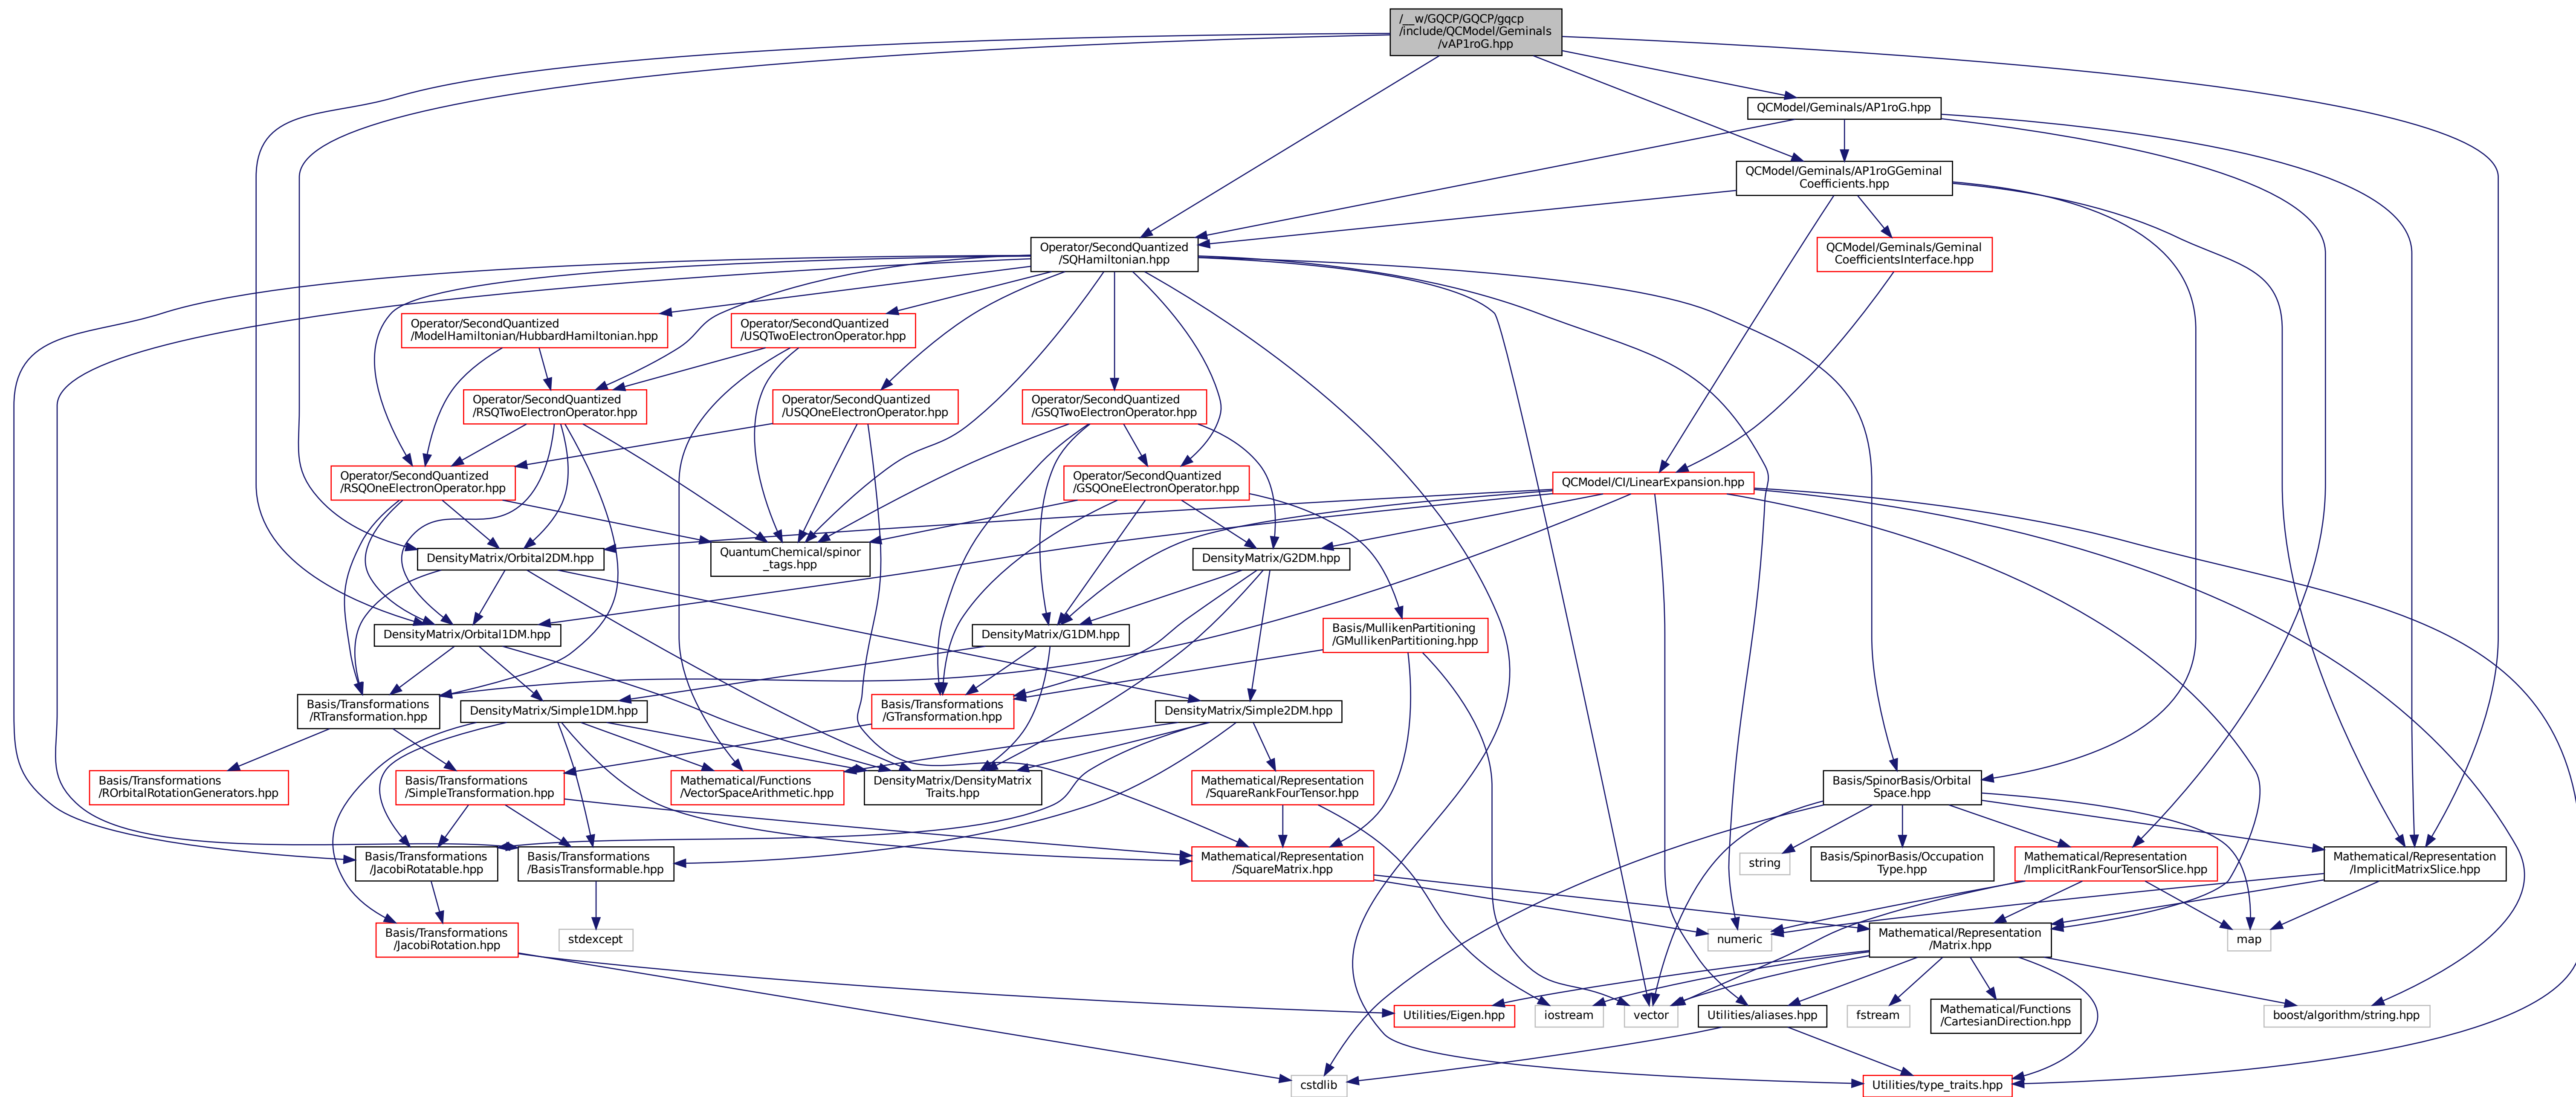 /__w/GQCP/GQCP/gqcp
/include/QCModel/Geminals
/vAP1roG.hpp
QCModel/Geminals/AP1roG.hpp
QCModel/Geminals/AP1roGGeminal
Coefficients.hpp
Operator/SecondQuantized
/SQHamiltonian.hpp
QCModel/Geminals/Geminal
CoefficientsInterface.hpp
Operator/SecondQuantized
/ModelHamiltonian/HubbardHamiltonian.hpp
Operator/SecondQuantized
/USQTwoElectronOperator.hpp
Operator/SecondQuantized
/RSQTwoElectronOperator.hpp
Operator/SecondQuantized
/USQOneElectronOperator.hpp
Operator/SecondQuantized
/GSQTwoElectronOperator.hpp
Operator/SecondQuantized
/RSQOneElectronOperator.hpp
Operator/SecondQuantized
/GSQOneElectronOperator.hpp
QCModel/CI/LinearExpansion.hpp
DensityMatrix/Orbital2DM.hpp
QuantumChemical/spinor
_tags.hpp
DensityMatrix/G2DM.hpp
DensityMatrix/Orbital1DM.hpp
DensityMatrix/G1DM.hpp
Basis/MullikenPartitioning
/GMullikenPartitioning.hpp
Basis/Transformations
/RTransformation.hpp
DensityMatrix/Simple1DM.hpp
Basis/Transformations
/GTransformation.hpp
DensityMatrix/Simple2DM.hpp
Basis/Transformations
/ROrbitalRotationGenerators.hpp
Basis/Transformations
/SimpleTransformation.hpp
Mathematical/Functions
/VectorSpaceArithmetic.hpp
DensityMatrix/DensityMatrix
Traits.hpp
Mathematical/Representation
/SquareRankFourTensor.hpp
Basis/SpinorBasis/Orbital
Space.hpp
Basis/Transformations
/JacobiRotatable.hpp
Basis/Transformations
/BasisTransformable.hpp
Mathematical/Representation
/SquareMatrix.hpp
string
Basis/SpinorBasis/Occupation
Type.hpp
Mathematical/Representation
/ImplicitRankFourTensorSlice.hpp
Mathematical/Representation
/ImplicitMatrixSlice.hpp
Basis/Transformations
/JacobiRotation.hpp
stdexcept
numeric
Mathematical/Representation
/Matrix.hpp
map
Utilities/Eigen.hpp
iostream
vector
Utilities/aliases.hpp
fstream
Mathematical/Functions
/CartesianDirection.hpp
boost/algorithm/string.hpp
cstdlib
Utilities/type_traits.hpp